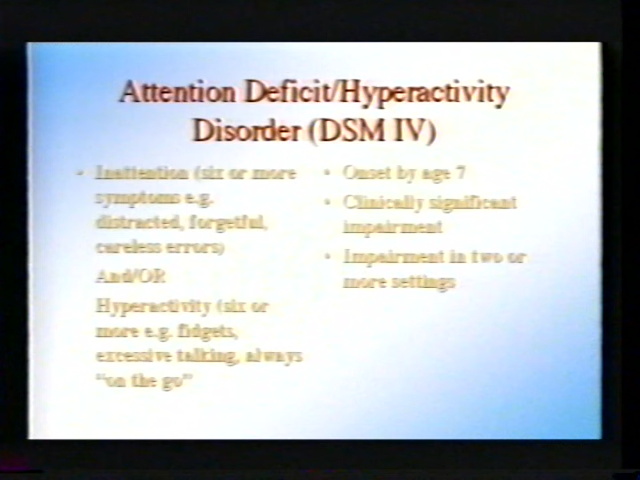 Attention Deficit/Hyperactivity
Disorder (DSM IV)
• Inattention (six or more
symptoms e.g.
distracted, forgetful,
careless errors)
And/OR
Hyperactivity (six or
more e.g. fidgets,
excessive talking, always
“on the go”
• Onset by age 7
• Clinically significant
impairment
• Impairment in two or
more settings